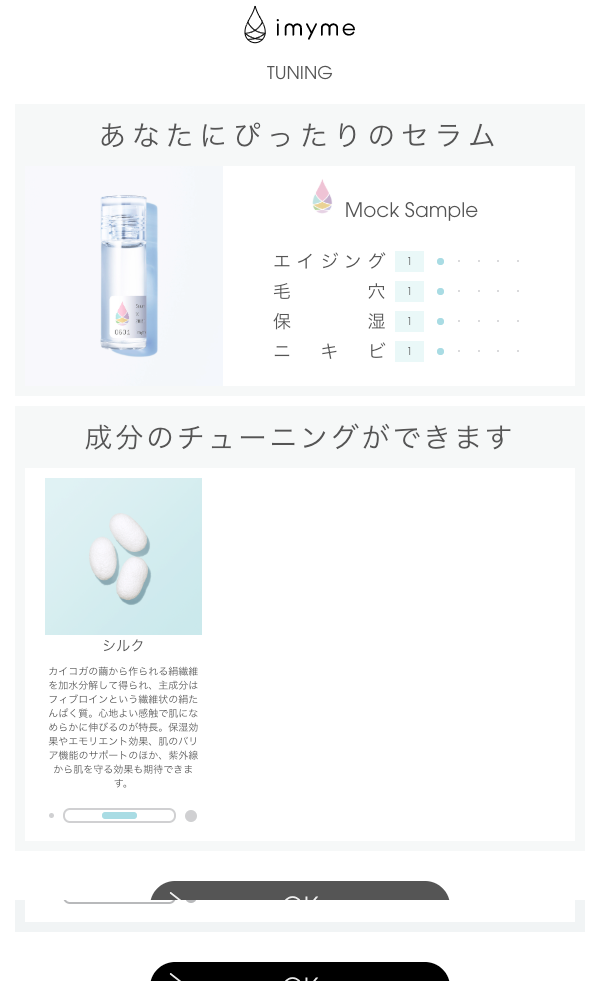 imyme
TUNING
あなたにぴったりのセラム
Mock Sample
エイジング 1
毛穴 1
保湿 1
ニキビ 1
成分のチューニングができます
シルク
カイコガの繭から作られる絹繊維
を加水分解して得られ、主成分は
フィブロインという繊維状の絹た
んぱく質。心地よい感触で肌にな
めらかに伸びるのが特長。保湿効
果やエモリエント効果、肌のバリ
ア機能のサポートのほか、紫外線
から肌を守る効果も期待できま
す。
OK
OK